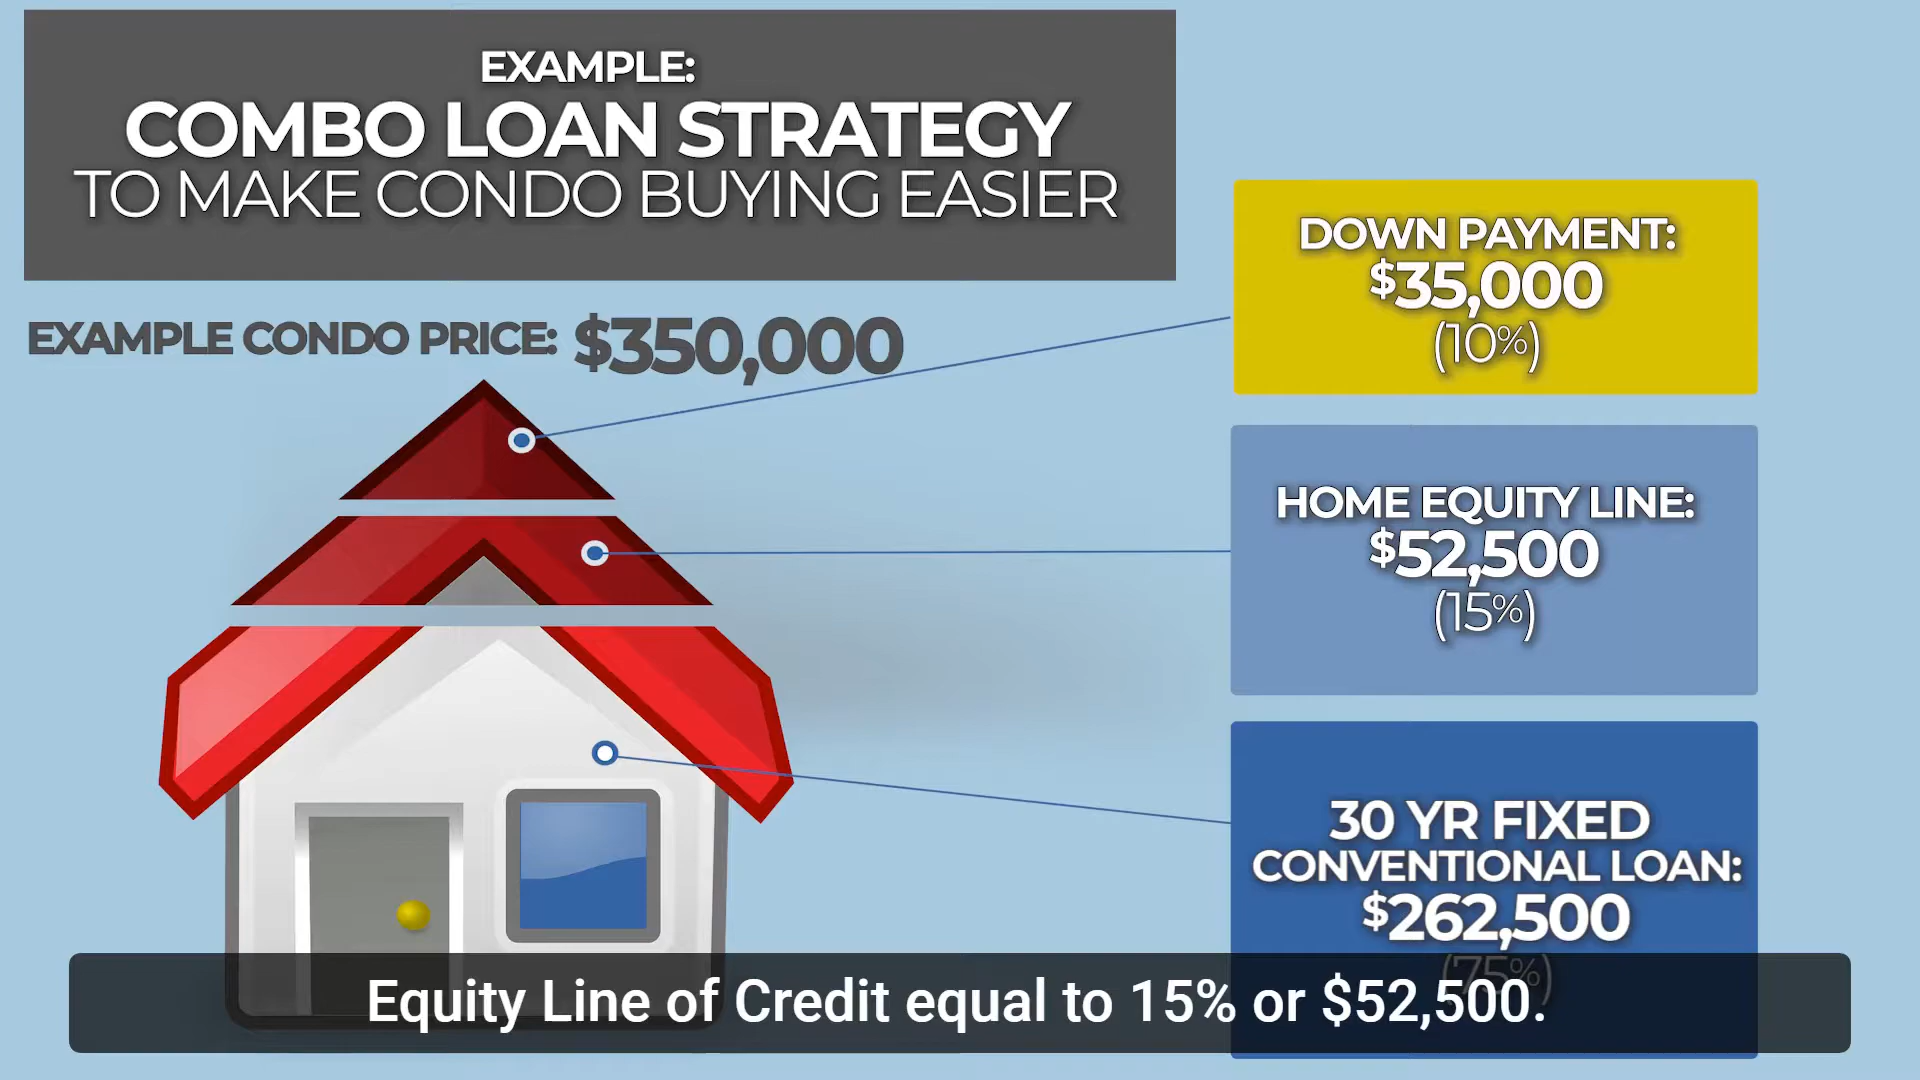 EXAMPLE:
COMBO LOAN STRATEGY
TO MAKE CONDO BUYING EASIER
EXAMPLE CONDO PRICE: $350,000
DOWN PAYMENT:
$35,000
(10%)
HOME EQUITY LINE:
$52,500
(15%)
30 YR FIXED
CONVENTIONAL LOAN:
$262,500
(75%)
Equity Line of Credit equal to 15% or $52,500.